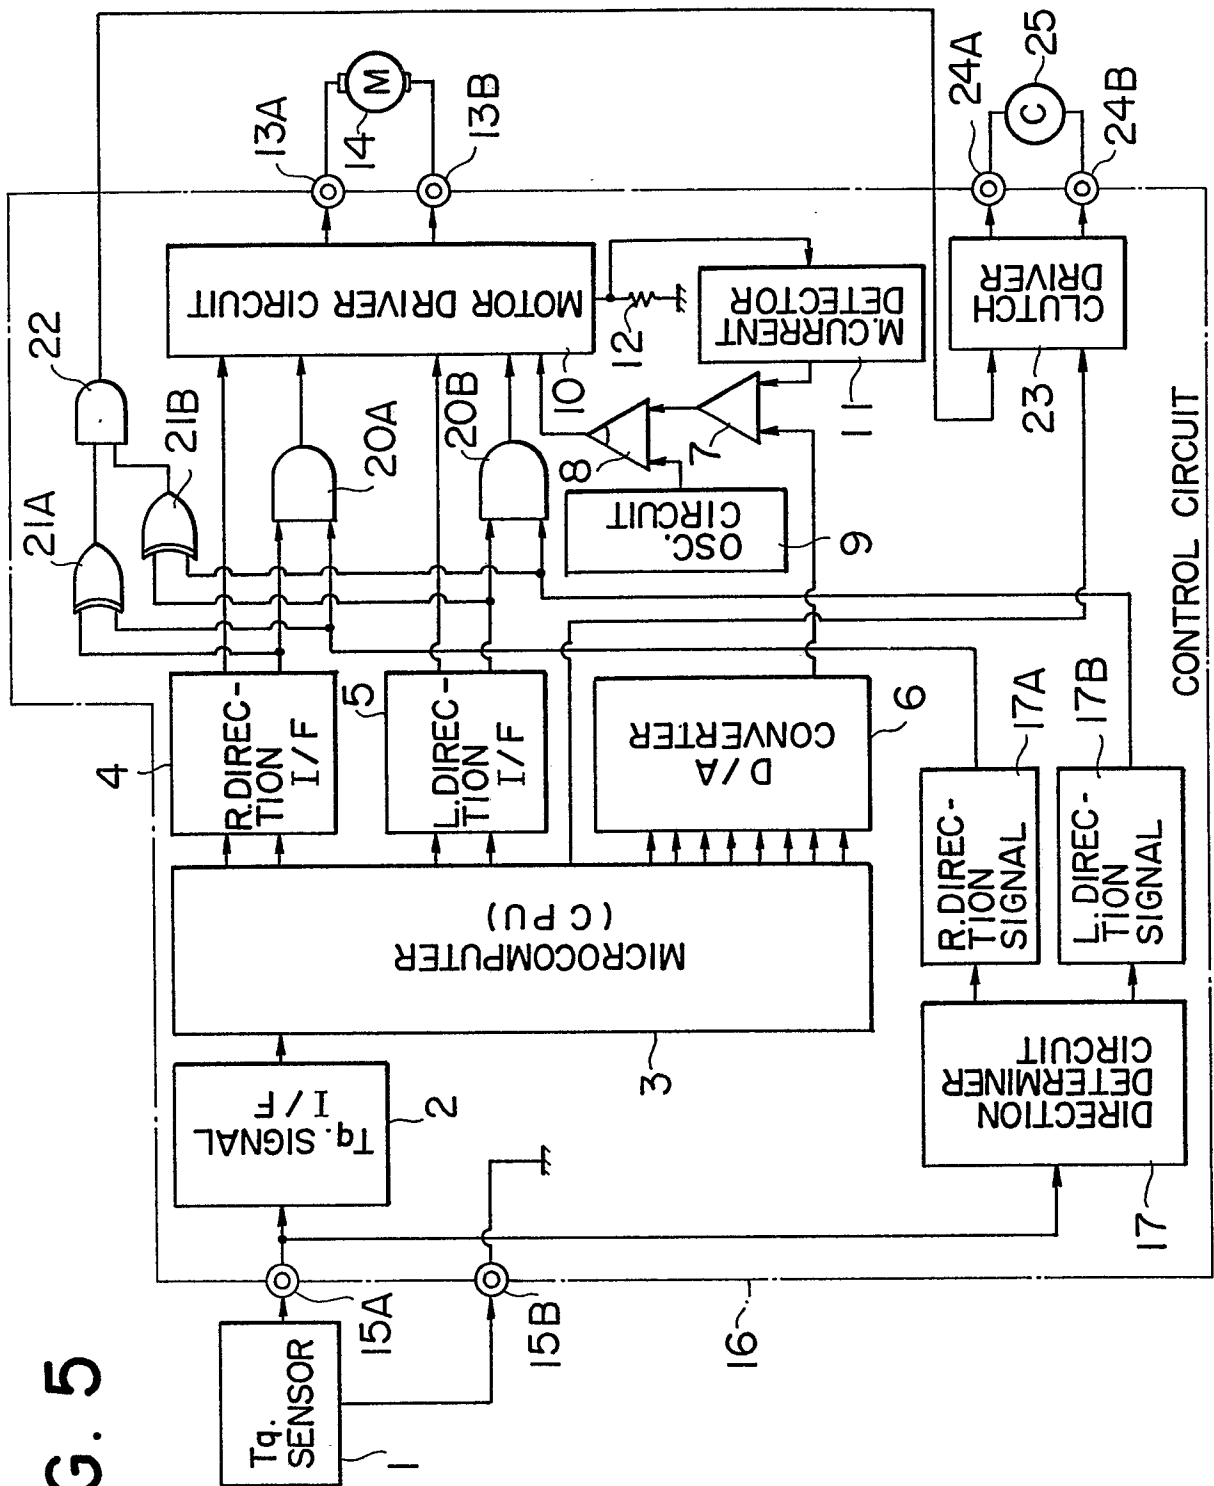 G. 5
Tq.
SENSOR
1
15A
15B
16
Tq. SIGNAL
I/F
2
MICROCOMPUTER
(CPU)
3
R.DIREC-
TION
I/F
4
L.DIREC-
TION
I/F
5
D/A
CONVERTER
6
DIRECTION
DETERMINER
CIRCUIT
17
R.DIREC-
TION
SIGNAL
17A
L.DIREC-
TION
SIGNAL
17B
21A
21B
22
20A
20B
OSC.
CIRCUIT
9
8
7
MOTOR DRIVER CIRCUIT
10
12
M.CURRENT
DETECTOR
11
CLUTCH
DRIVER
23
13A
13B
M
14
24A
24B
C
25
CONTROL CIRCUIT